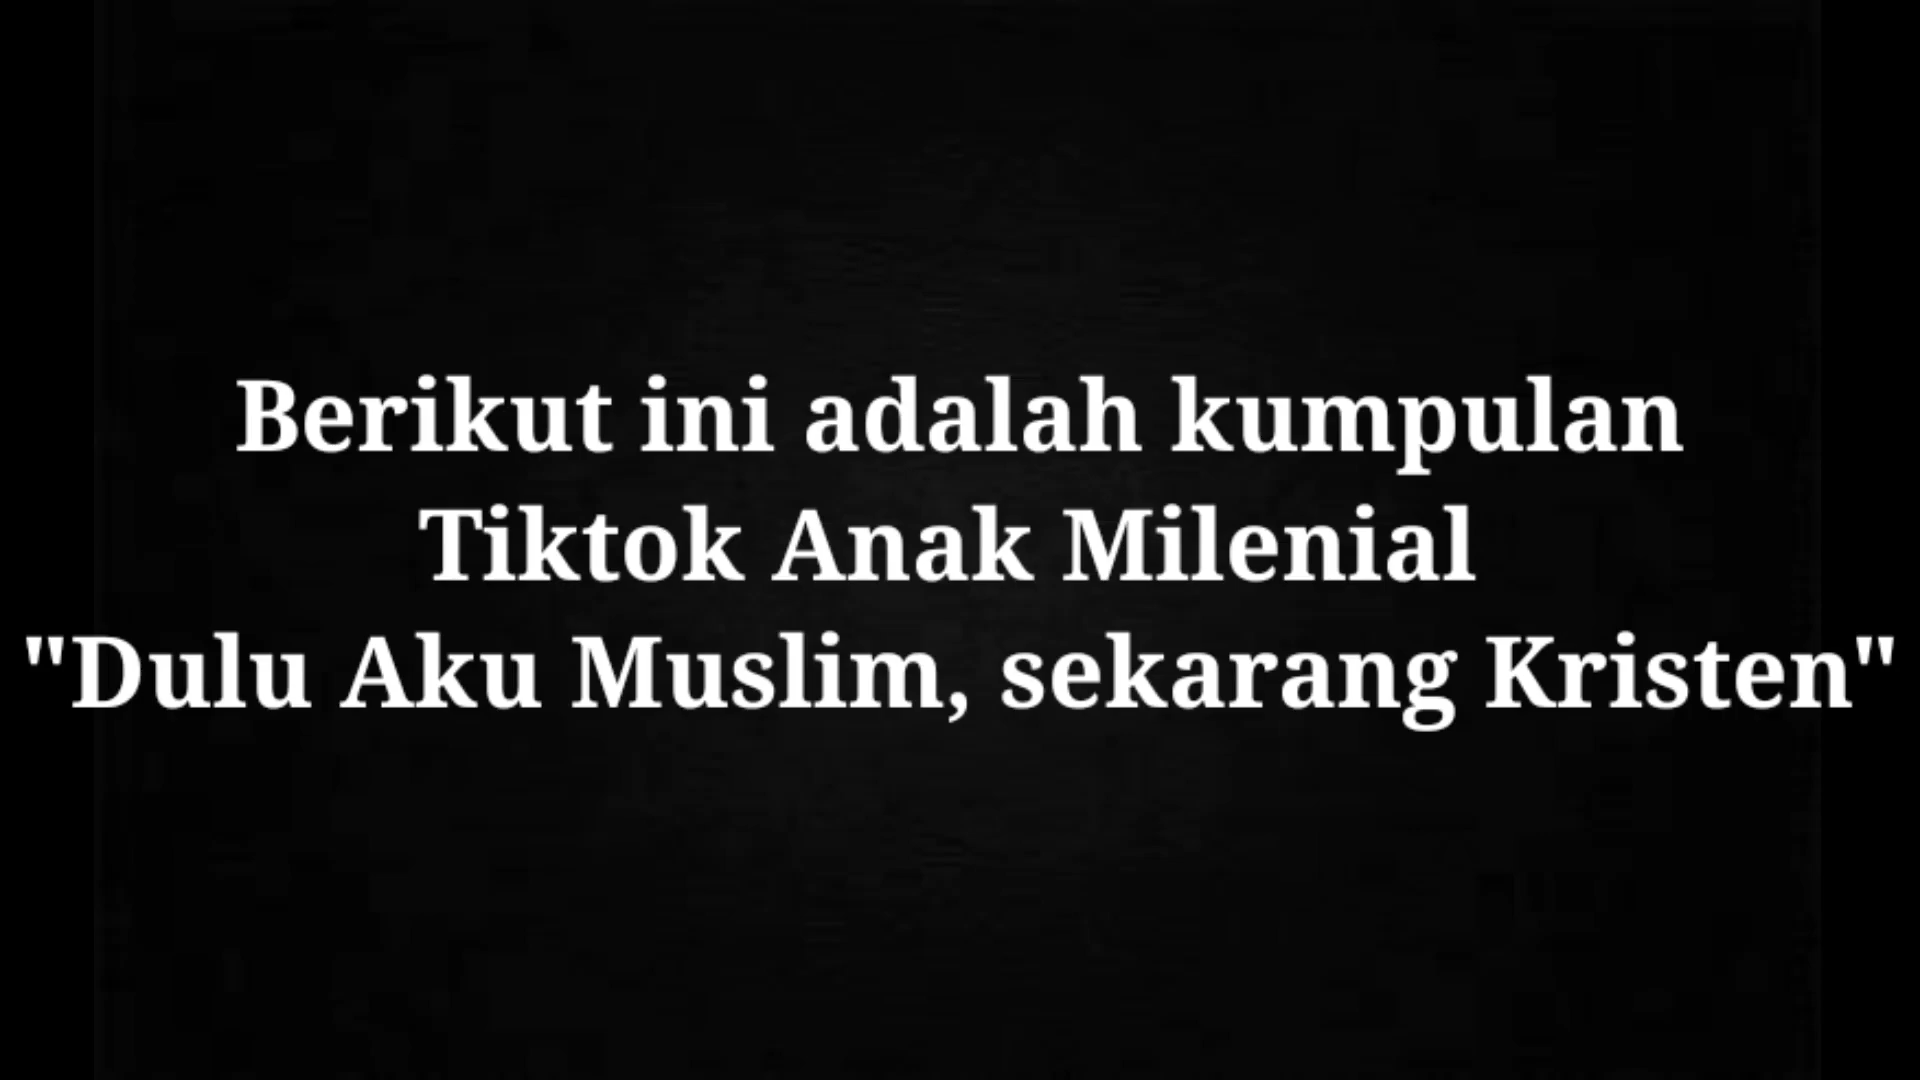 Berikut ini adalah kumpulan
Tiktok Anak Milenial
"Dulu Aku Muslim, sekarang Kristen"